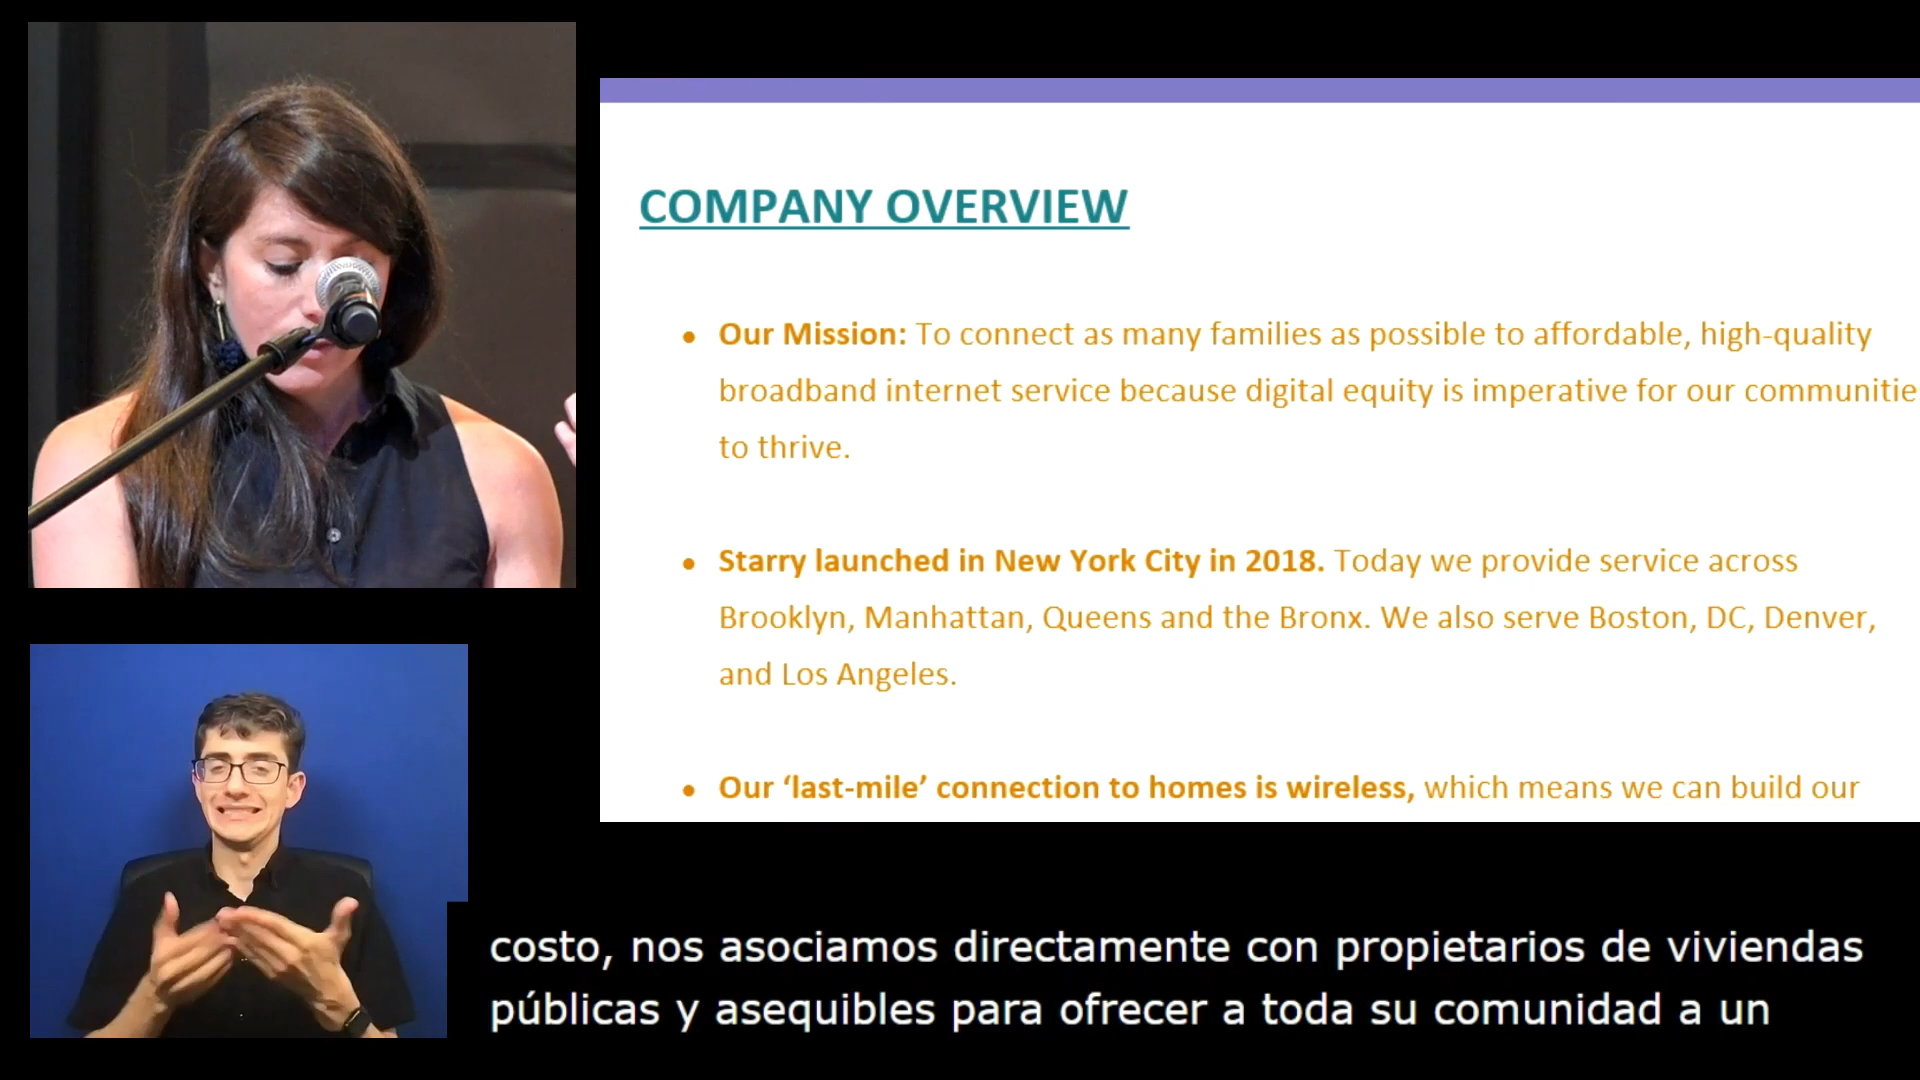 COMPANY OVERVIEW
• Our Mission: To connect as many families as possible to affordable, high-quality
broadband internet service because digital equity is imperative for our communitie
to thrive.
• Starry launched in New York City in 2018. Today we provide service across
Brooklyn, Manhattan, Queens and the Bronx. We also serve Boston, DC, Denver,
and Los Angeles.
• Our ‘last-mile’ connection to homes is wireless, which means we can build our
costo, nos asociamos directamente con propietarios de viviendas
públicas y asequibles para ofrecer a toda su comunidad a un